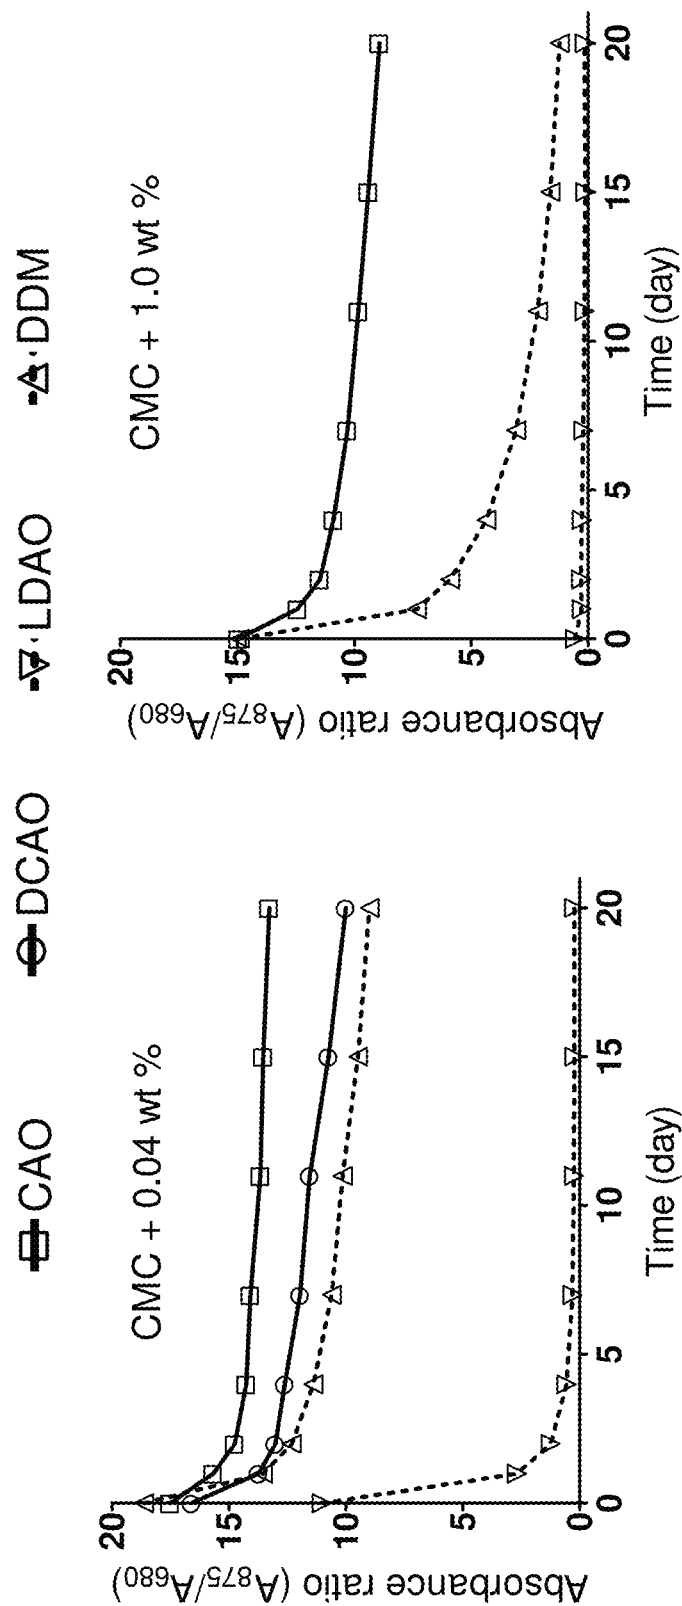 CAO DCAO LDAO DDM
CMC + 0.04 wt %
Absorbance ratio (A875/A680)
20
15
10
5
0
0 5 10 15 20
Time (day)
CMC + 1.0 wt %
Absorbance ratio (A875/A680)
20
15
10
5
0
0 5 10 15 20
Time (day)